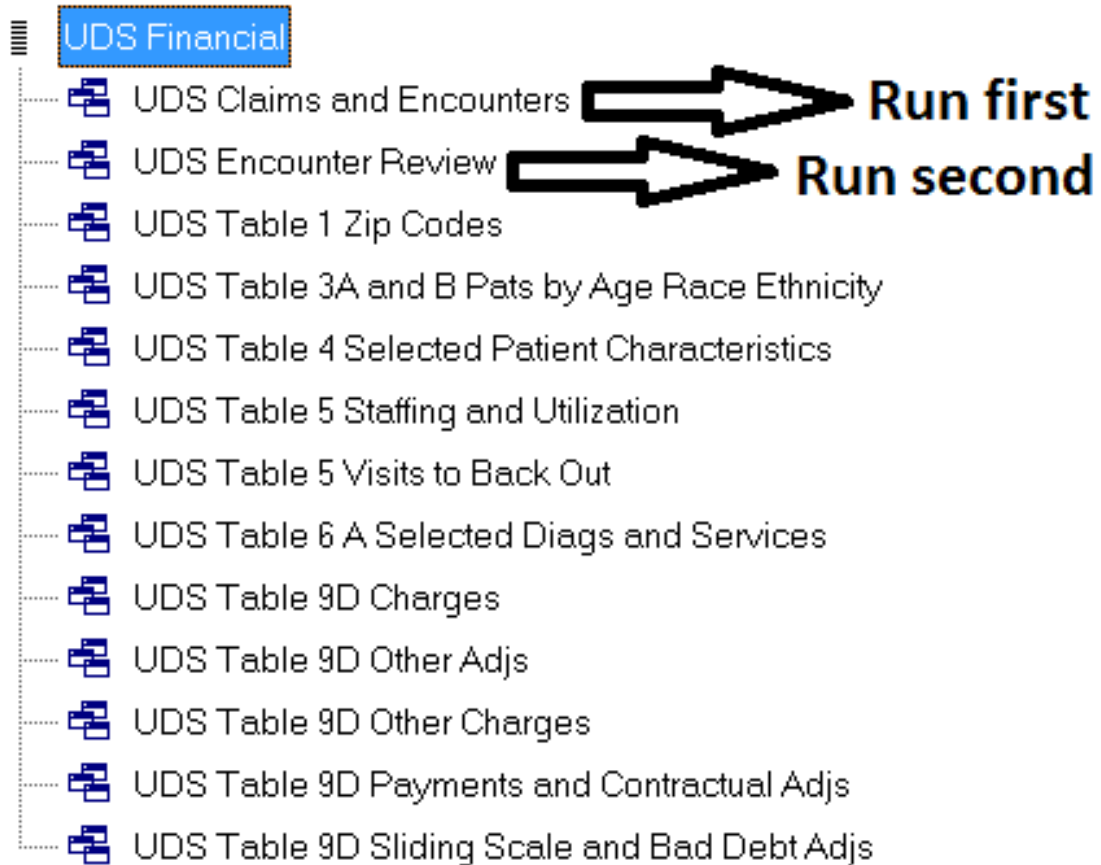 UDS Financial
UDS Claims and Encounters Run first
UDS Encounter Review Run second
UDS Table 1 Zip Codes
UDS Table 3A and B Pats by Age Race Ethnicity
UDS Table 4 Selected Patient Characteristics
UDS Table 5 Staffing and Utilization
UDS Table 5 Visits to Back Out
UDS Table 6 A Selected Diags and Services
UDS Table 9D Charges
UDS Table 9D Other Adjs
UDS Table 9D Other Charges
UDS Table 9D Payments and Contractual Adjs
UDS Table 9D Sliding Scale and Bad Debt Adjs